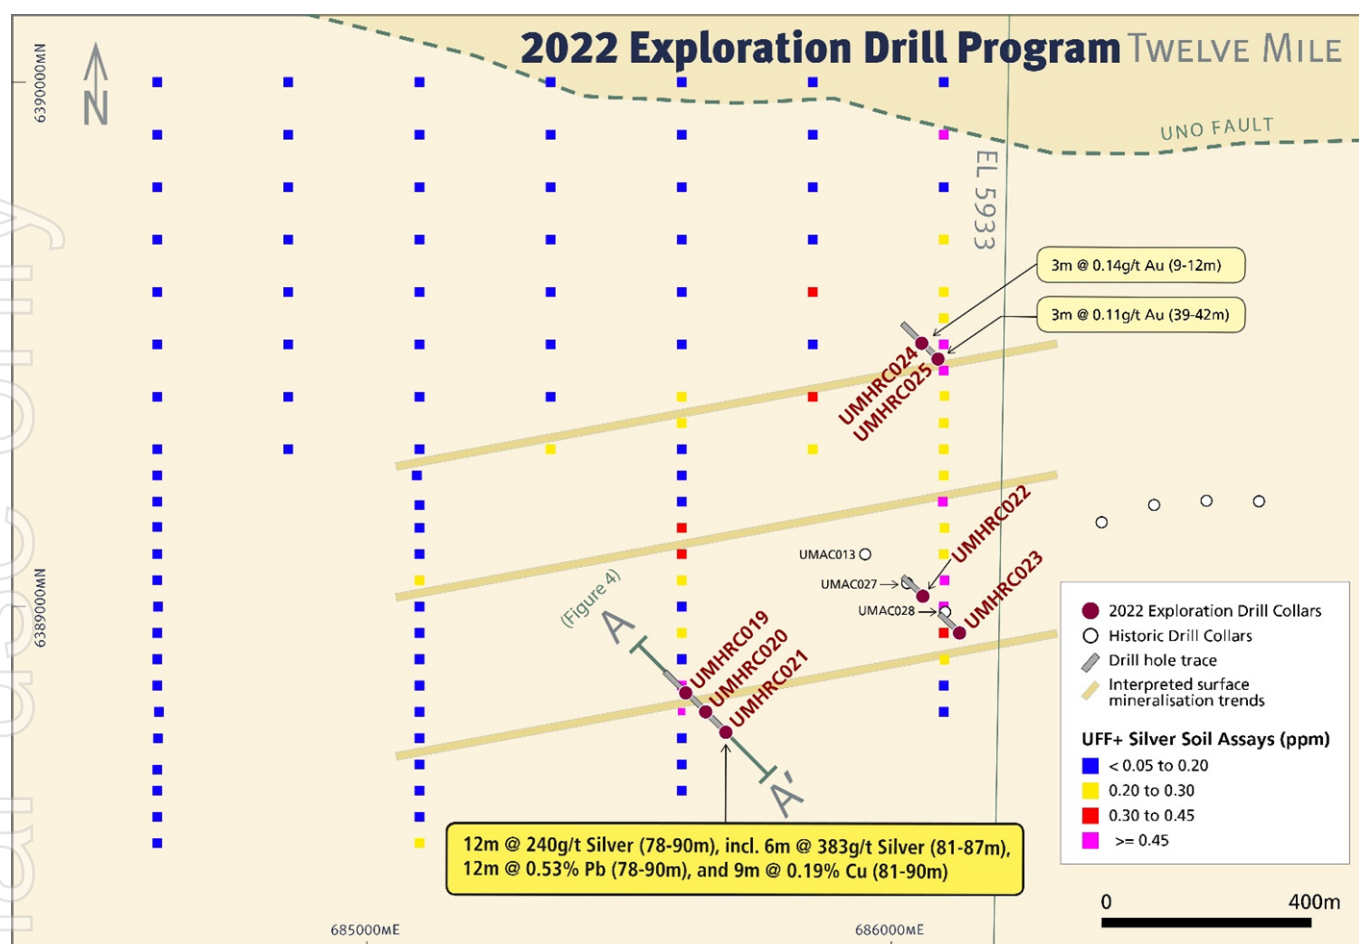 2022 Exploration Drill Program TWELVE MILE
6390000MN
N
UNO FAULT
EL 5933
3m @ 0.14g/t Au (9-12m)
3m @ 0.11g/t Au (39-42m)
UMHRC024
UMHRC025
UMHRC022
UMAC013
UMAC027
UMHRC023
UMAC028
6389000MN
(Figure 4)
A
UMHRC019
UMHRC020
UMHRC021
A'
2022 Exploration Drill Collars
Historic Drill Collars
Drill hole trace
Interpreted surface
mineralisation trends
UFF+ Silver Soil Assays (ppm)
< 0.05 to 0.20
0.20 to 0.30
0.30 to 0.45
>= 0.45
12m @ 240g/t Silver (78-90m), incl. 6m @ 383g/t Silver (81-87m),
12m @ 0.53% Pb (78-90m), and 9m @ 0.19% Cu (81-90m)
0 400m
685000ME
686000ME